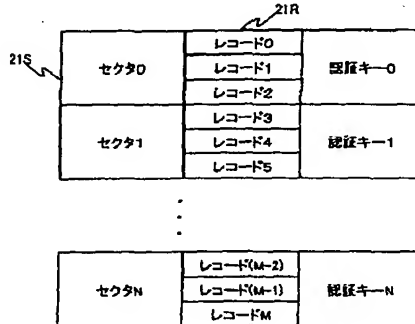 21R
21S
レコード0
セクタ0 レコード1 認証キー0
レコード2
レコード3
セクタ1 レコード4 認証キー1
レコード5
レコード(M-2)
セクタN レコード(M-1) 認証キーN
レコードM